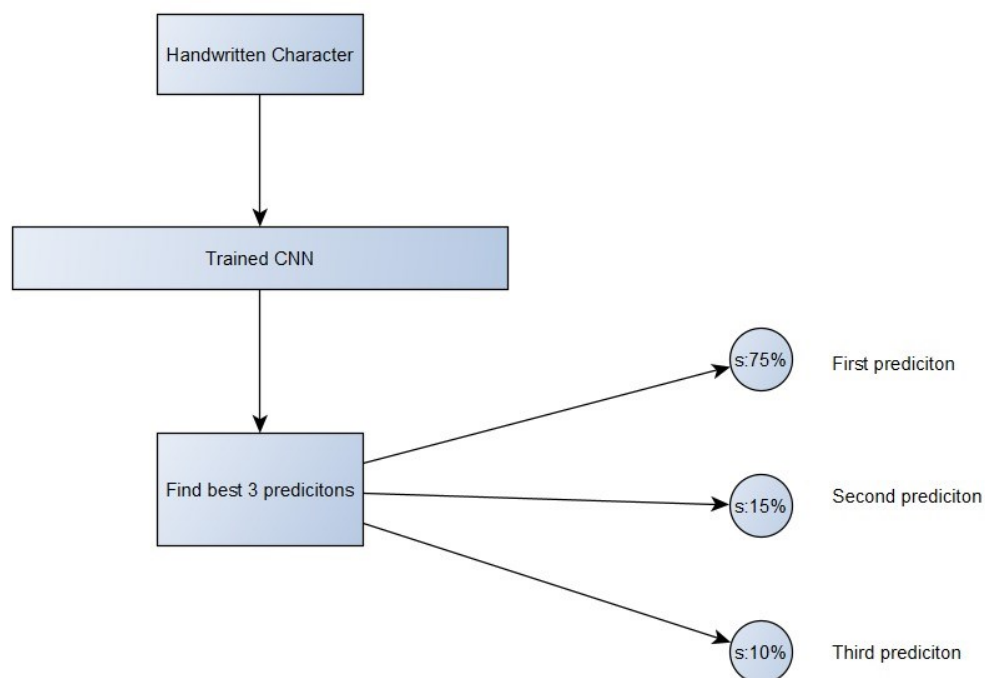 Handwritten Character
Trained CNN
Find best 3 predicitons
s:75%
First prediciton
s:15%
Second prediciton
s:10%
Third prediciton